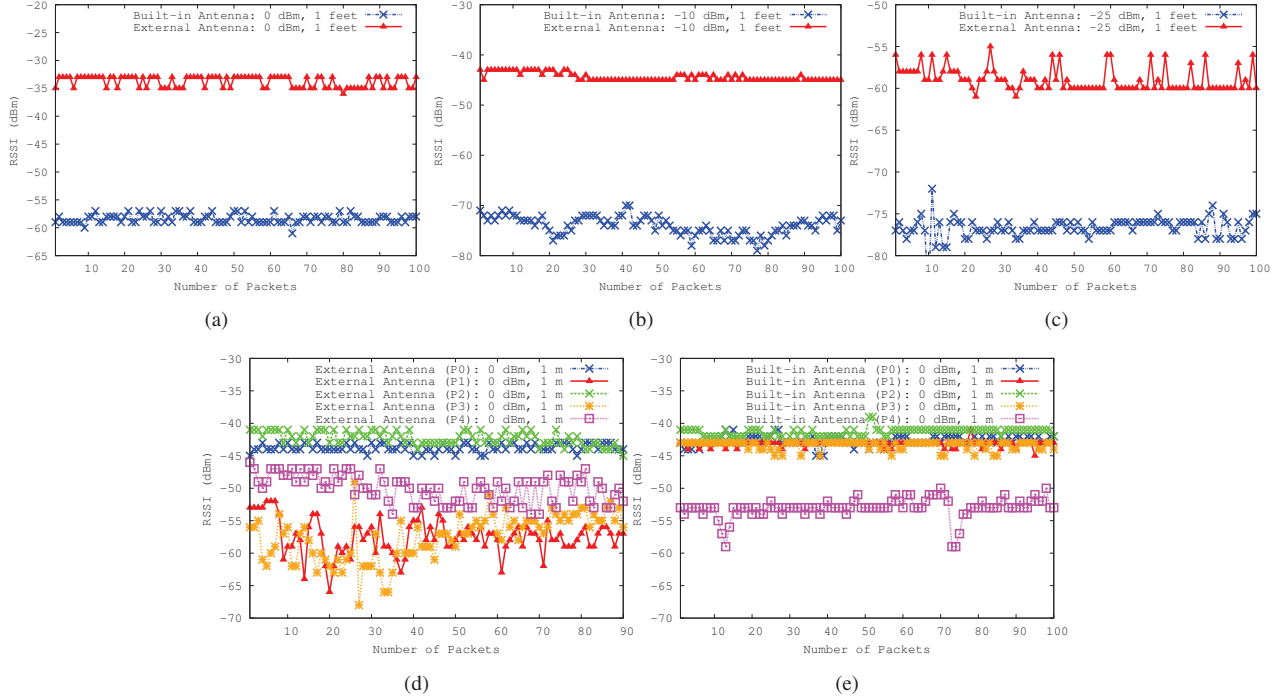 Built-in Antenna: 0 dBm, 1 feet
External Antenna: 0 dBm, 1 feet
-20
-25
-30
-35
-40
-45
-50
-55
-60
-65
RSSI (dBm)
10 20 30 40 50 60 70 80 90 100
Number of Packets
(a)
Built-in Antenna: -10 dBm, 1 feet
External Antenna: -10 dBm, 1 feet
-30
-40
-50
-60
-70
-80
RSSI (dBm)
10 20 30 40 50 60 70 80 90 100
Number of Packets
(b)
Built-in Antenna: -25 dBm, 1 feet
External Antenna: -25 dBm, 1 feet
-50
-55
-60
-65
-70
-75
-80
RSSI (dBm)
10 20 30 40 50 60 70 80 90 100
Number of Packets
(c)
External Antenna (P0): 0 dBm, 1 m
External Antenna (P1): 0 dBm, 1 m
External Antenna (P2): 0 dBm, 1 m
External Antenna (P3): 0 dBm, 1 m
External Antenna (P4): 0 dBm, 1 m
-30
-35
-40
-45
-50
-55
-60
-65
-70
RSSI (dBm)
10 20 30 40 50 60 70 80 90
Number of Packets
(d)
Built-in Antenna (P0): 0 dBm, 1 m
Built-in Antenna (P1): 0 dBm, 1 m
Built-in Antenna (P2): 0 dBm, 1 m
Built-in Antenna (P3): 0 dBm, 1 m
Built-in Antenna (P4): 0 dBm, 1 m
-30
-35
-40
-45
-50
-55
-60
-65
-70
RSSI (dBm)
10 20 30 40 50 60 70 80 90 100
Number of Packets
(e)